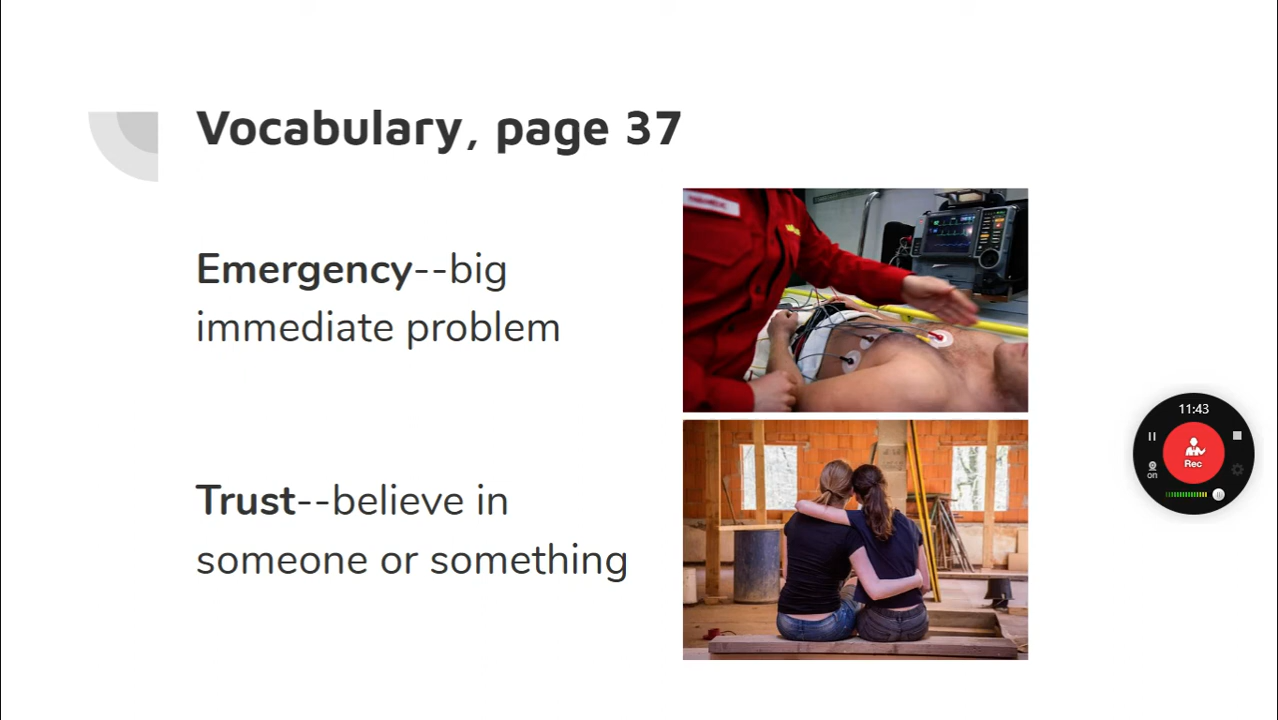 Vocabulary, page 37
Emergency--big
immediate problem
Trust--believe in
someone or something
11:43
Rec
on